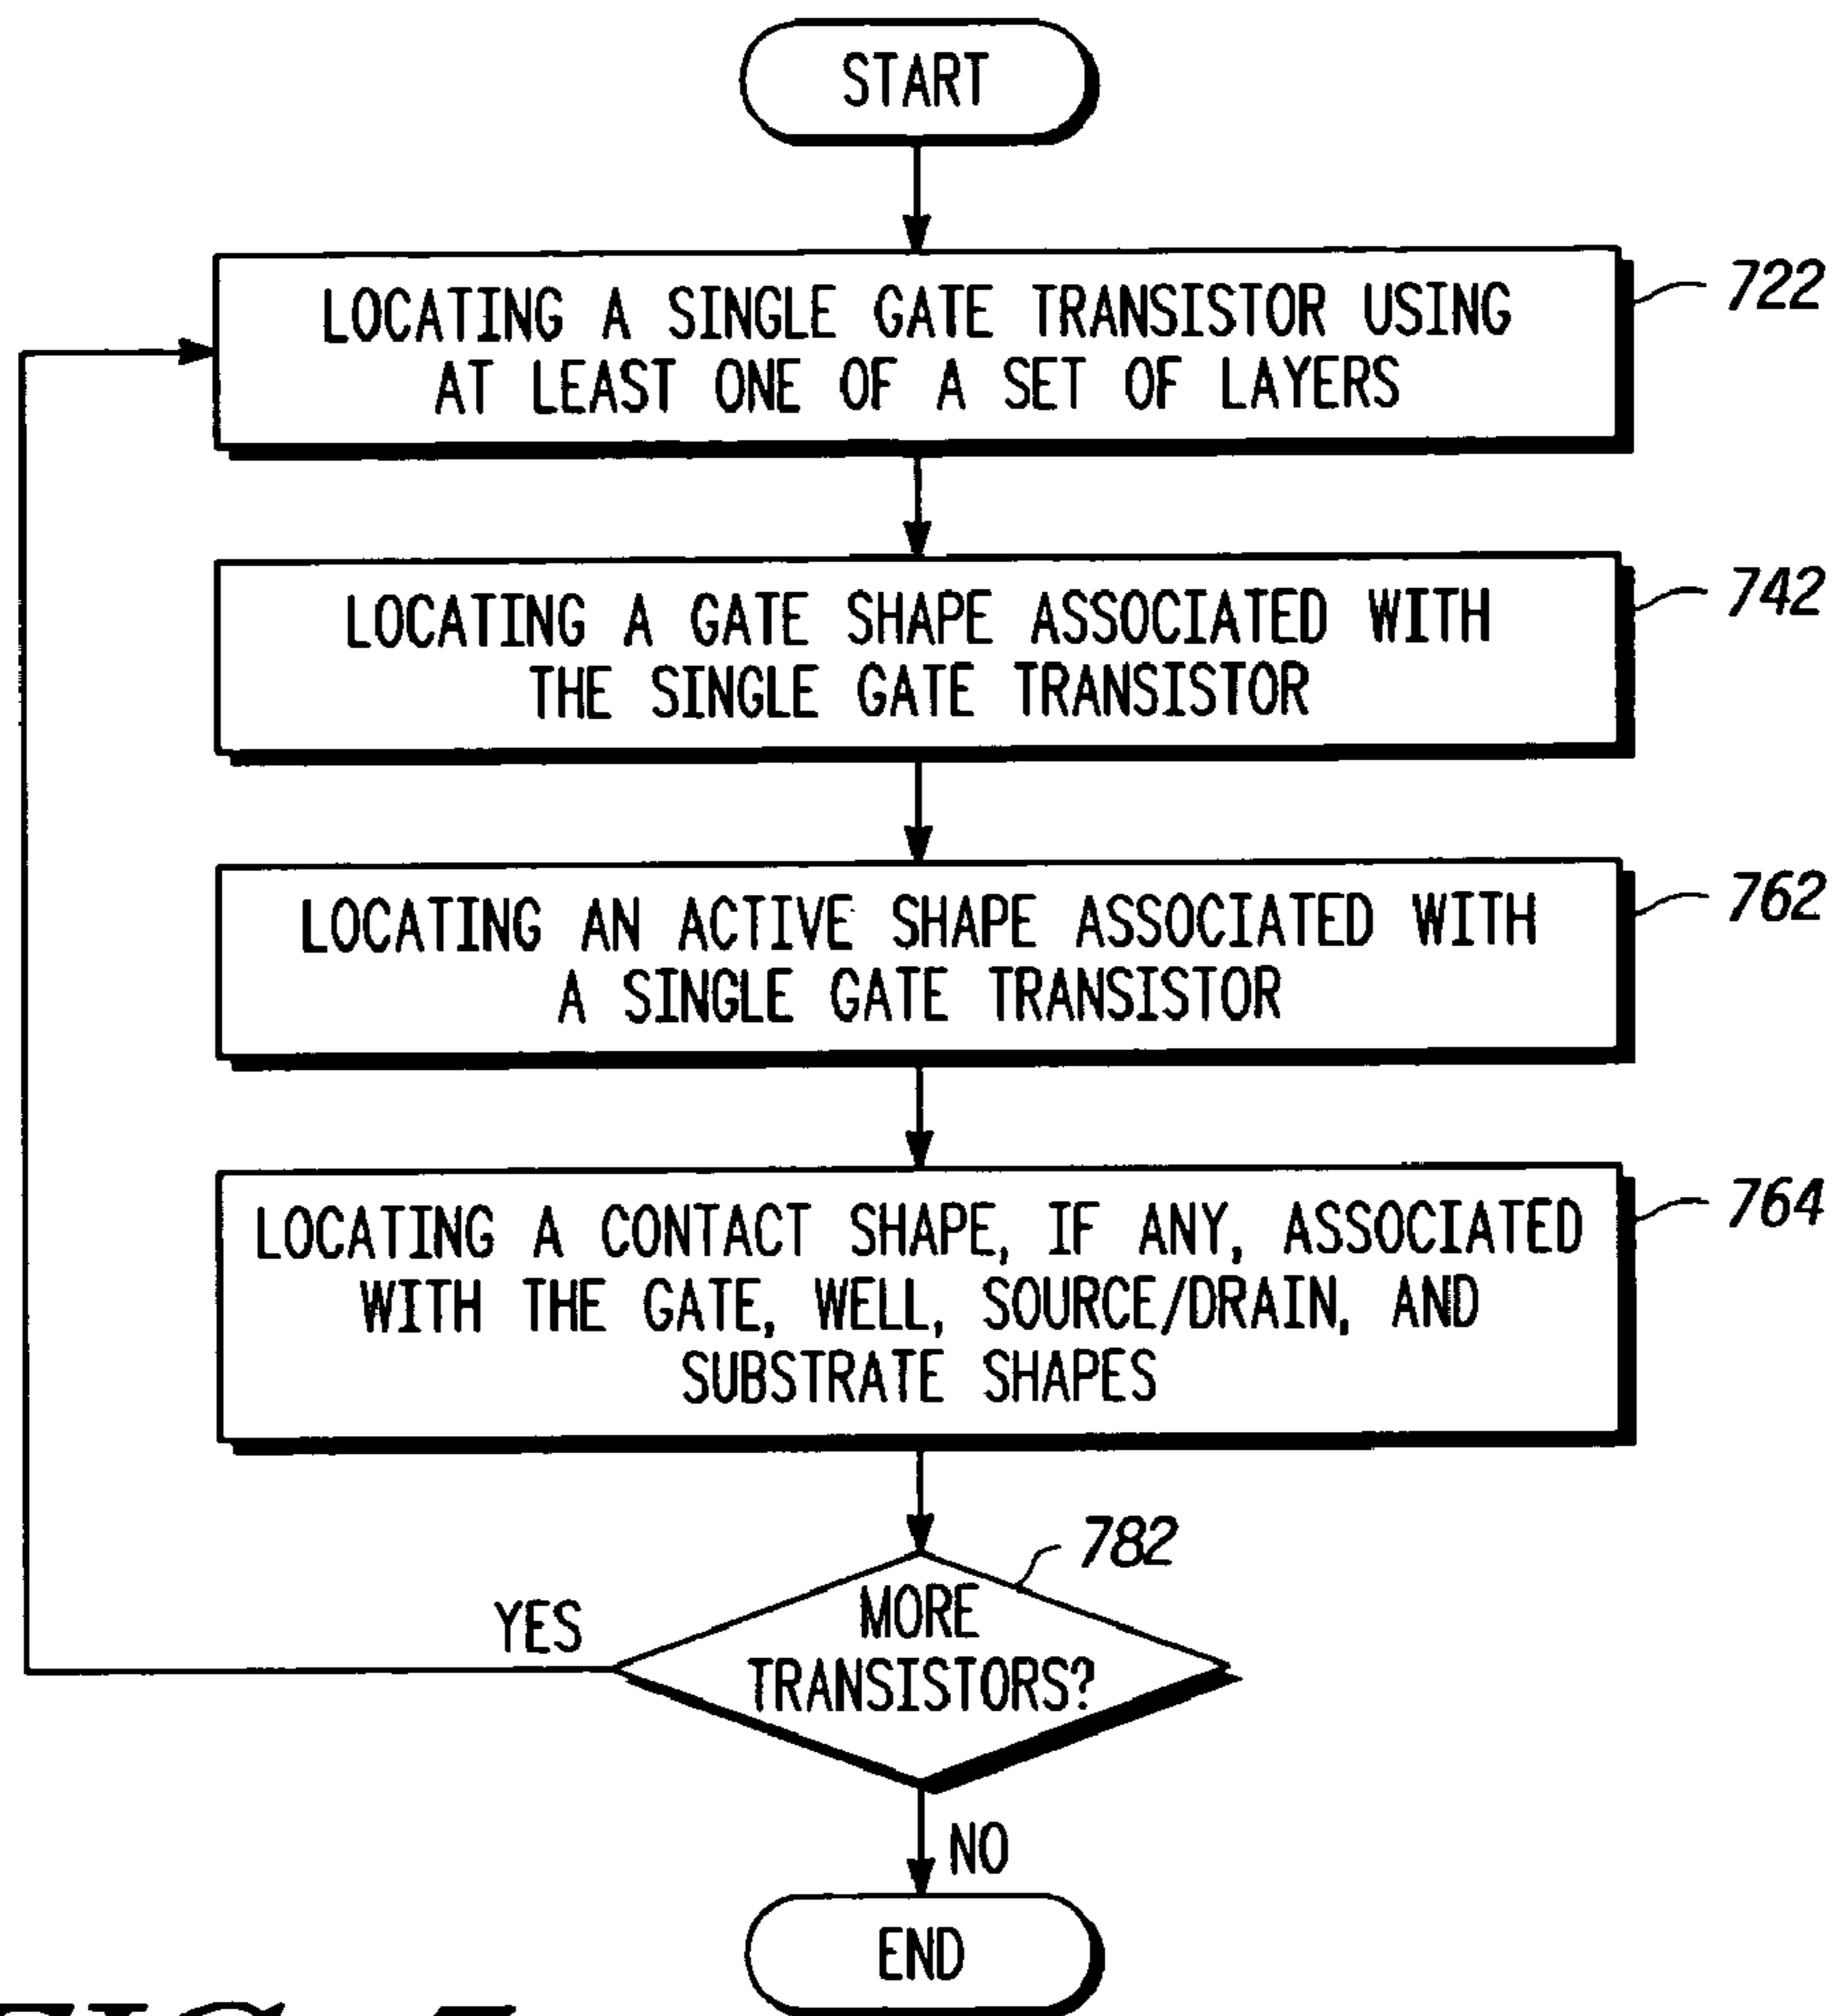 START
LOCATING A SINGLE GATE TRANSISTOR USING
AT LEAST ONE OF A SET OF LAYERS
722
LOCATING A GATE SHAPE ASSOCIATED WITH
THE SINGLE GATE TRANSISTOR
742
LOCATING AN ACTIVE SHAPE ASSOCIATED WITH
A SINGLE GATE TRANSISTOR
762
LOCATING A CONTACT SHAPE, IF ANY, ASSOCIATED
WITH THE GATE, WELL, SOURCE/DRAIN, AND
SUBSTRATE SHAPES
764
782
MORE
TRANSISTORS?
YES
NO
END